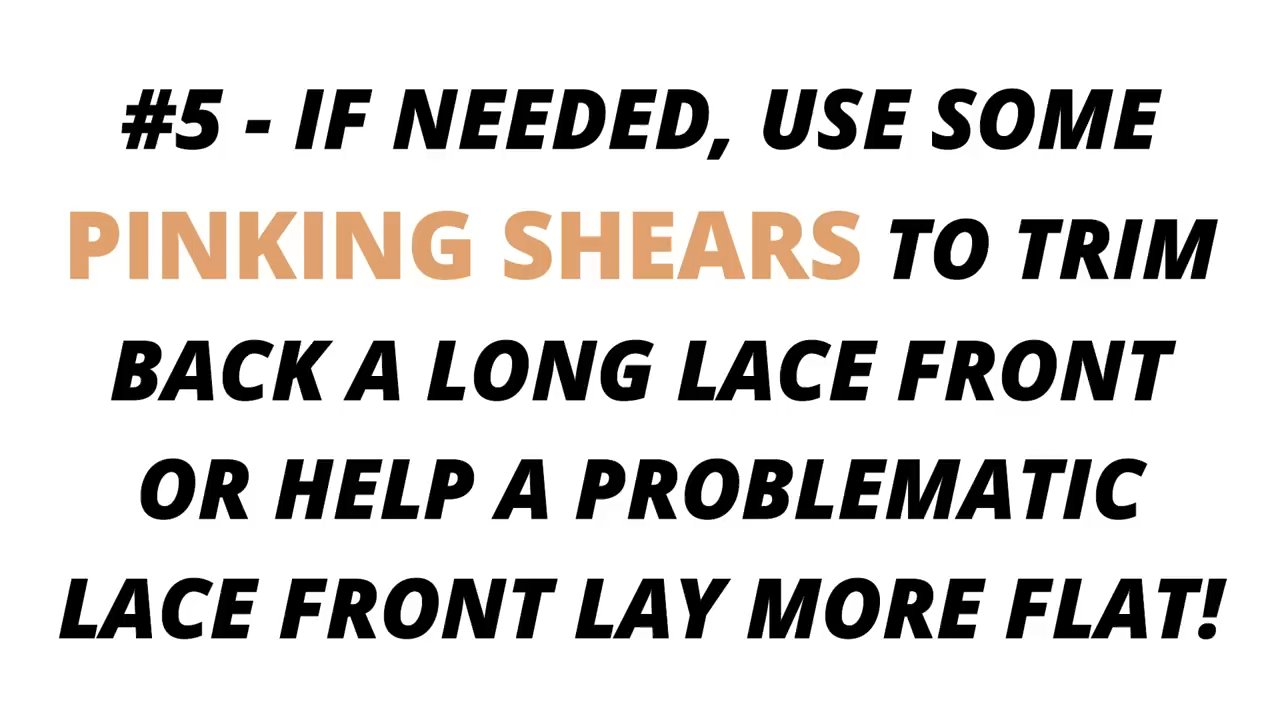 #5 - IF NEEDED, USE SOME
PINKING SHEARS TO TRIM
BACK A LONG LACE FRONT
OR HELP A PROBLEMATIC
LACE FRONT LAY MORE FLAT!